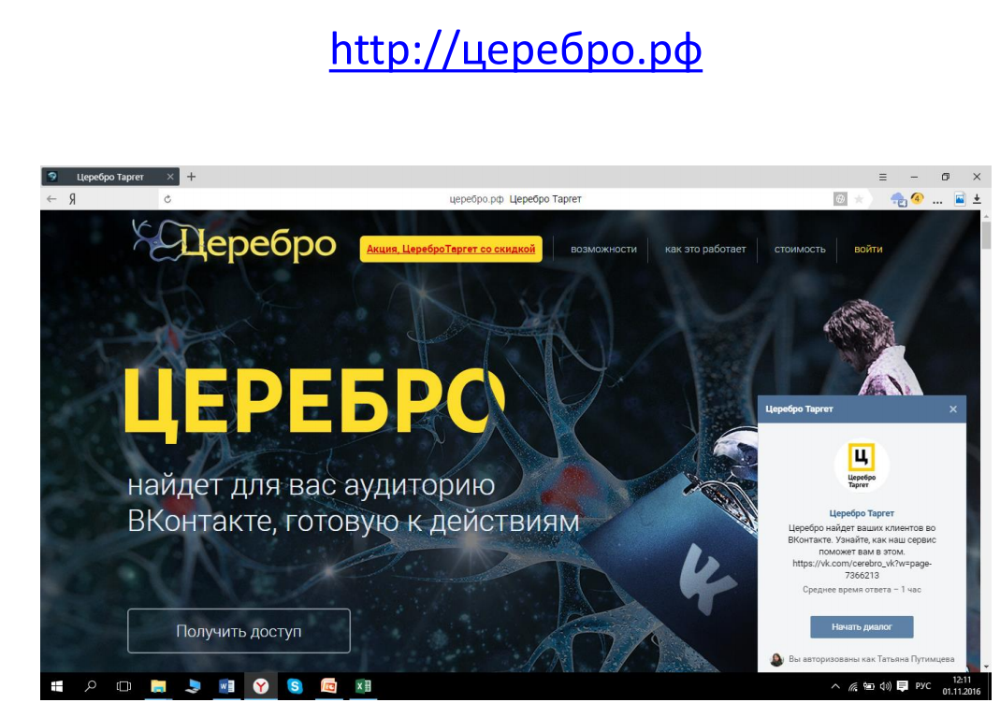 http://церебро.рф
Церебро Таргет
Я
церебро.рф Церебро Таргет
4
Церебро
Акция, ЦереброТаргет со скидкой
возможности
как это работает
стоимость
войти
ЦЕРЕБРО
найдет для вас аудиторию
ВКонтакте, готовую к действиям
Получить доступ
Церебро Таргет
Ц
Церебро
Таргет
Церебро Таргет
Церебро найдет ваших клиентов во
ВКонтакте. Узнайте, как наш сервис
поможет вам в этом.
https://vk.com/cerebro_vk?w=page-
7366213
Среднее время ответа – 1 час
Начать диалог
Вы авторизованы как Татьяна Путимцева
РУС
12:11
01.11.2016